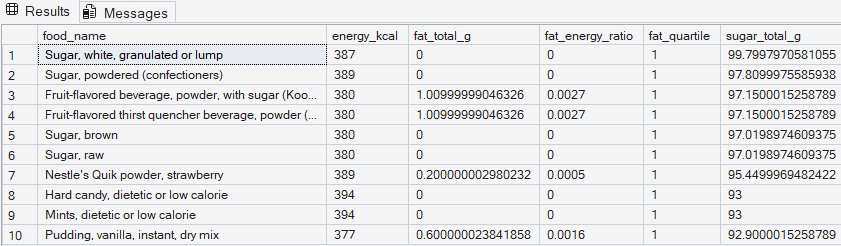 Results Messages
food_name energy_kcal fat_total_g fat_energy_ratio fat_quartile sugar_total_g
1 Sugar, white, granulated or lump 387 0 0 1 99.7997970581055
2 Sugar, powdered (confectioners) 389 0 0 1 97.8099975585938
3 Fruit-flavored beverage, powder, with sugar (Koo... 380 1.00999999046326 0.0027 1 97.1500015258789
4 Fruit-flavored thirst quencher beverage, powder (... 380 1.00999999046326 0.0027 1 97.1500015258789
5 Sugar, brown 380 0 0 1 97.0198974609375
6 Sugar, raw 380 0 0 1 97.0198974609375
7 Nestle's Quik powder, strawberry 389 0.200000002980232 0.0005 1 95.4499969482422
8 Hard candy, dietetic or low calorie 394 0 0 1 93
9 Mints, dietetic or low calorie 394 0 0 1 93
10 Pudding, vanilla, instant, dry mix 377 0.600000023841858 0.0016 1 92.9000015258789